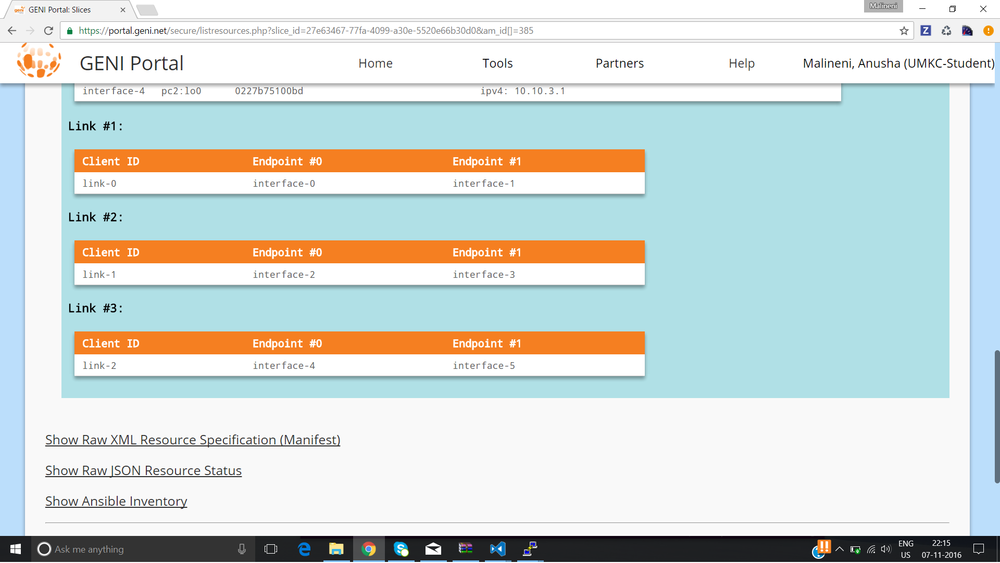 GENI Portal: Slices
Malineni
https://portal.geni.net/secure/listresources.php?slice_id=27e63467-77fa-4099-a30e-5520e66b30d0&am_id[]=385
Z
GENI Portal Home Tools Partners Help Malineni, Anusha (UMKC-Student)
interface-4 pc2:lo0 0227b75100bd ipv4: 10.10.3.1
Link #1:
Client ID Endpoint #0 Endpoint #1
link-0 interface-0 interface-1
Link #2:
Client ID Endpoint #0 Endpoint #1
link-1 interface-2 interface-3
Link #3:
Client ID Endpoint #0 Endpoint #1
link-2 interface-4 interface-5
Show Raw XML Resource Specification (Manifest)
Show Raw JSON Resource Status
Show Ansible Inventory
Ask me anything
ENG 22:15
US 07-11-2016